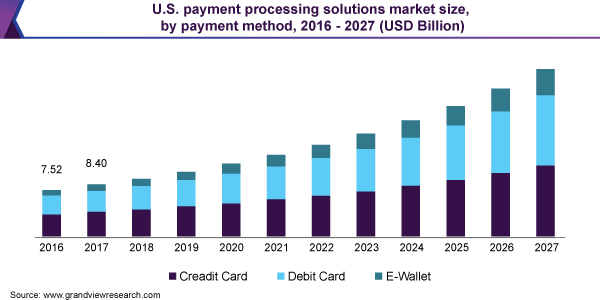 U.S. payment processing solutions market size,
by payment method, 2016 - 2027 (USD Billion)
7.52 8.40
2016 2017 2018 2019 2020 2021 2022 2023 2024 2025 2026 2027
Creadit Card Debit Card E-Wallet
Source: www.grandviewresearch.com